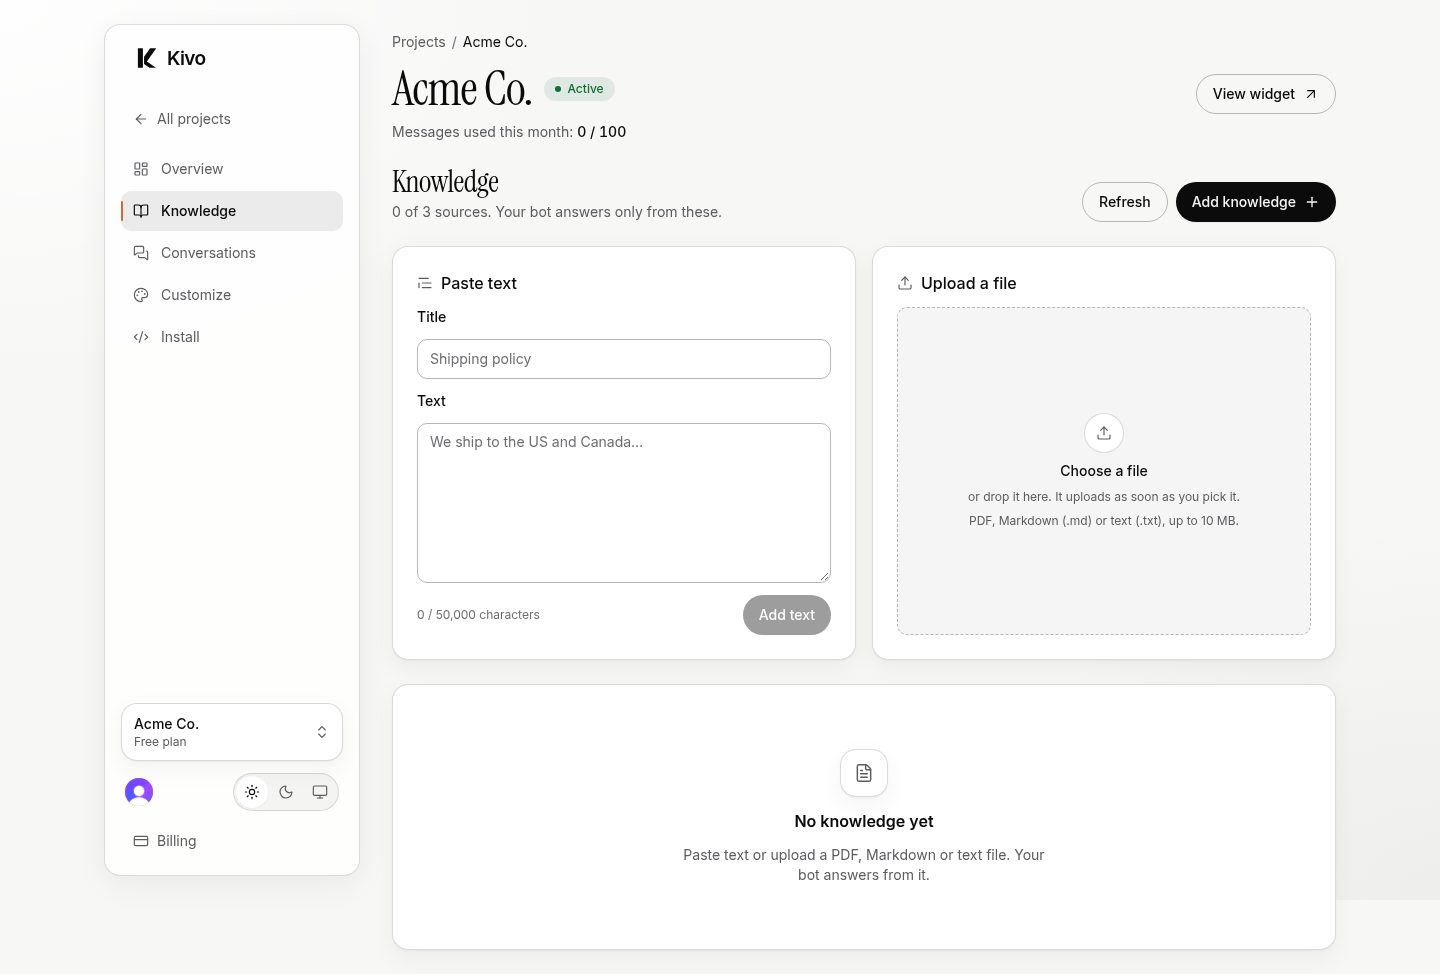 Kivo
All projects
Overview
Knowledge
Conversations
Customize
Install
Acme Co.
Free plan
Billing
Projects / Acme Co.
Acme Co.
Active
Messages used this month: 0 / 100
View widget
Knowledge
0 of 3 sources. Your bot answers only from these.
Refresh
Add knowledge
Paste text
Title
Shipping policy
Text
We ship to the US and Canada...
0 / 50,000 characters
Add text
Upload a file
Choose a file
or drop it here. It uploads as soon as you pick it.
PDF, Markdown (.md) or text (.txt), up to 10 MB.
No knowledge yet
Paste text or upload a PDF, Markdown or text file. Your
bot answers from it.